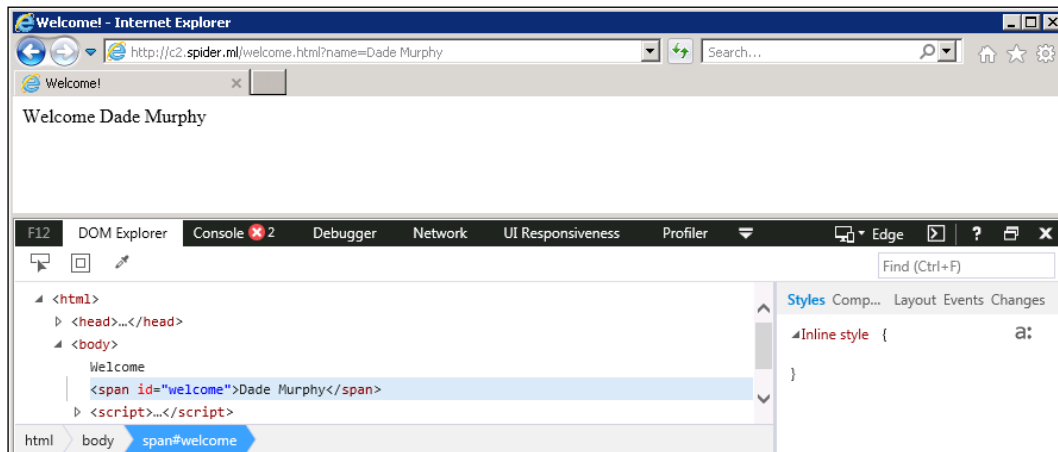 Welcome! - Internet Explorer
http://c2.spider.ml/welcome.html?name=Dade Murphy
Search...
Welcome!
Welcome Dade Murphy
F12 DOM Explorer Console 2 Debugger Network UI Responsiveness Profiler Edge ?
Find (Ctrl+F)
<html>
<head>…</head>
<body>
Welcome
<span id="welcome">Dade Murphy</span>
<script>…</script>
html body span#welcome
Styles Comp... Layout Events Changes
Inline style {
a:
}